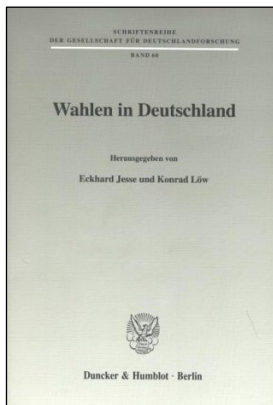 SCHRIFTENREIHE
DER GESELLSCHAFT FÜR DEUTSCHLANDFORSCHUNG
BAND 60
Wahlen in Deutschland
Herausgegeben von
Eckhard Jesse und Konrad Löw
Duncker & Humblot · Berlin